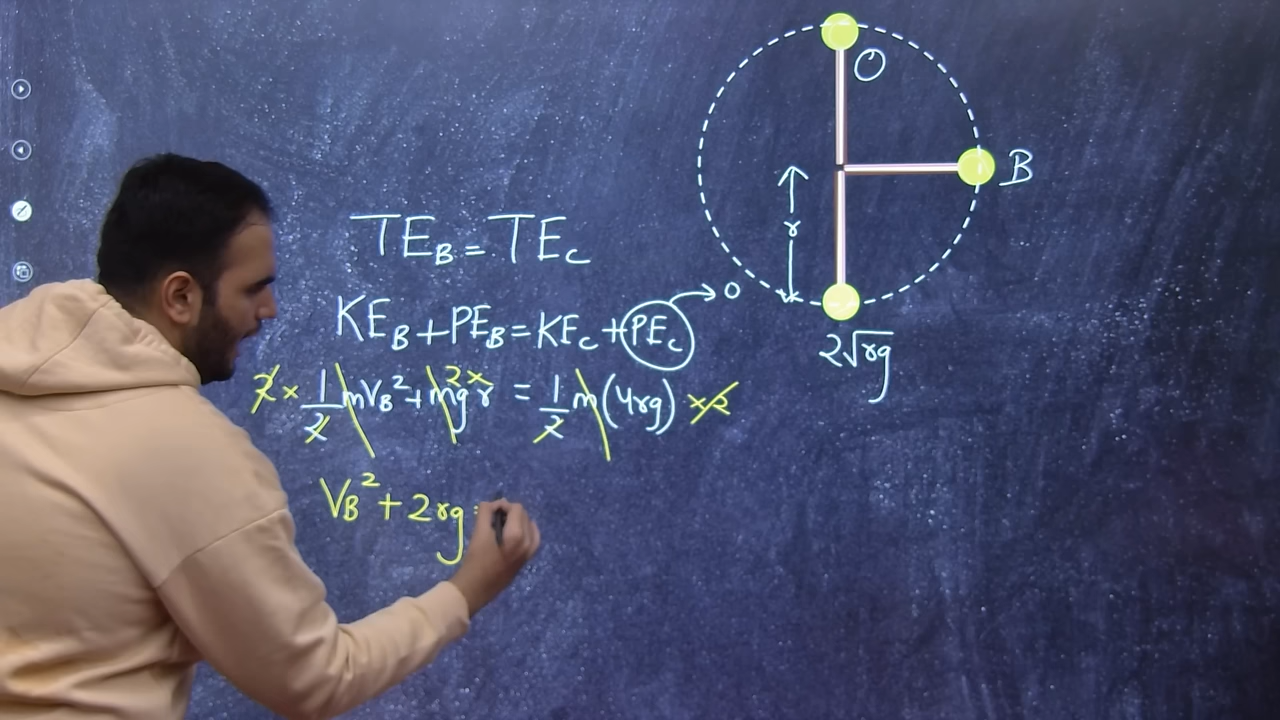 O
B
r
2√rg
TE_B = TE_C
KE_B + PE_B = KE_C + PE_C → 0
2 × 1/2 mV_B² + mgr × 2 = 1/2 m(4rg) × 2
V_B² + 2rg =